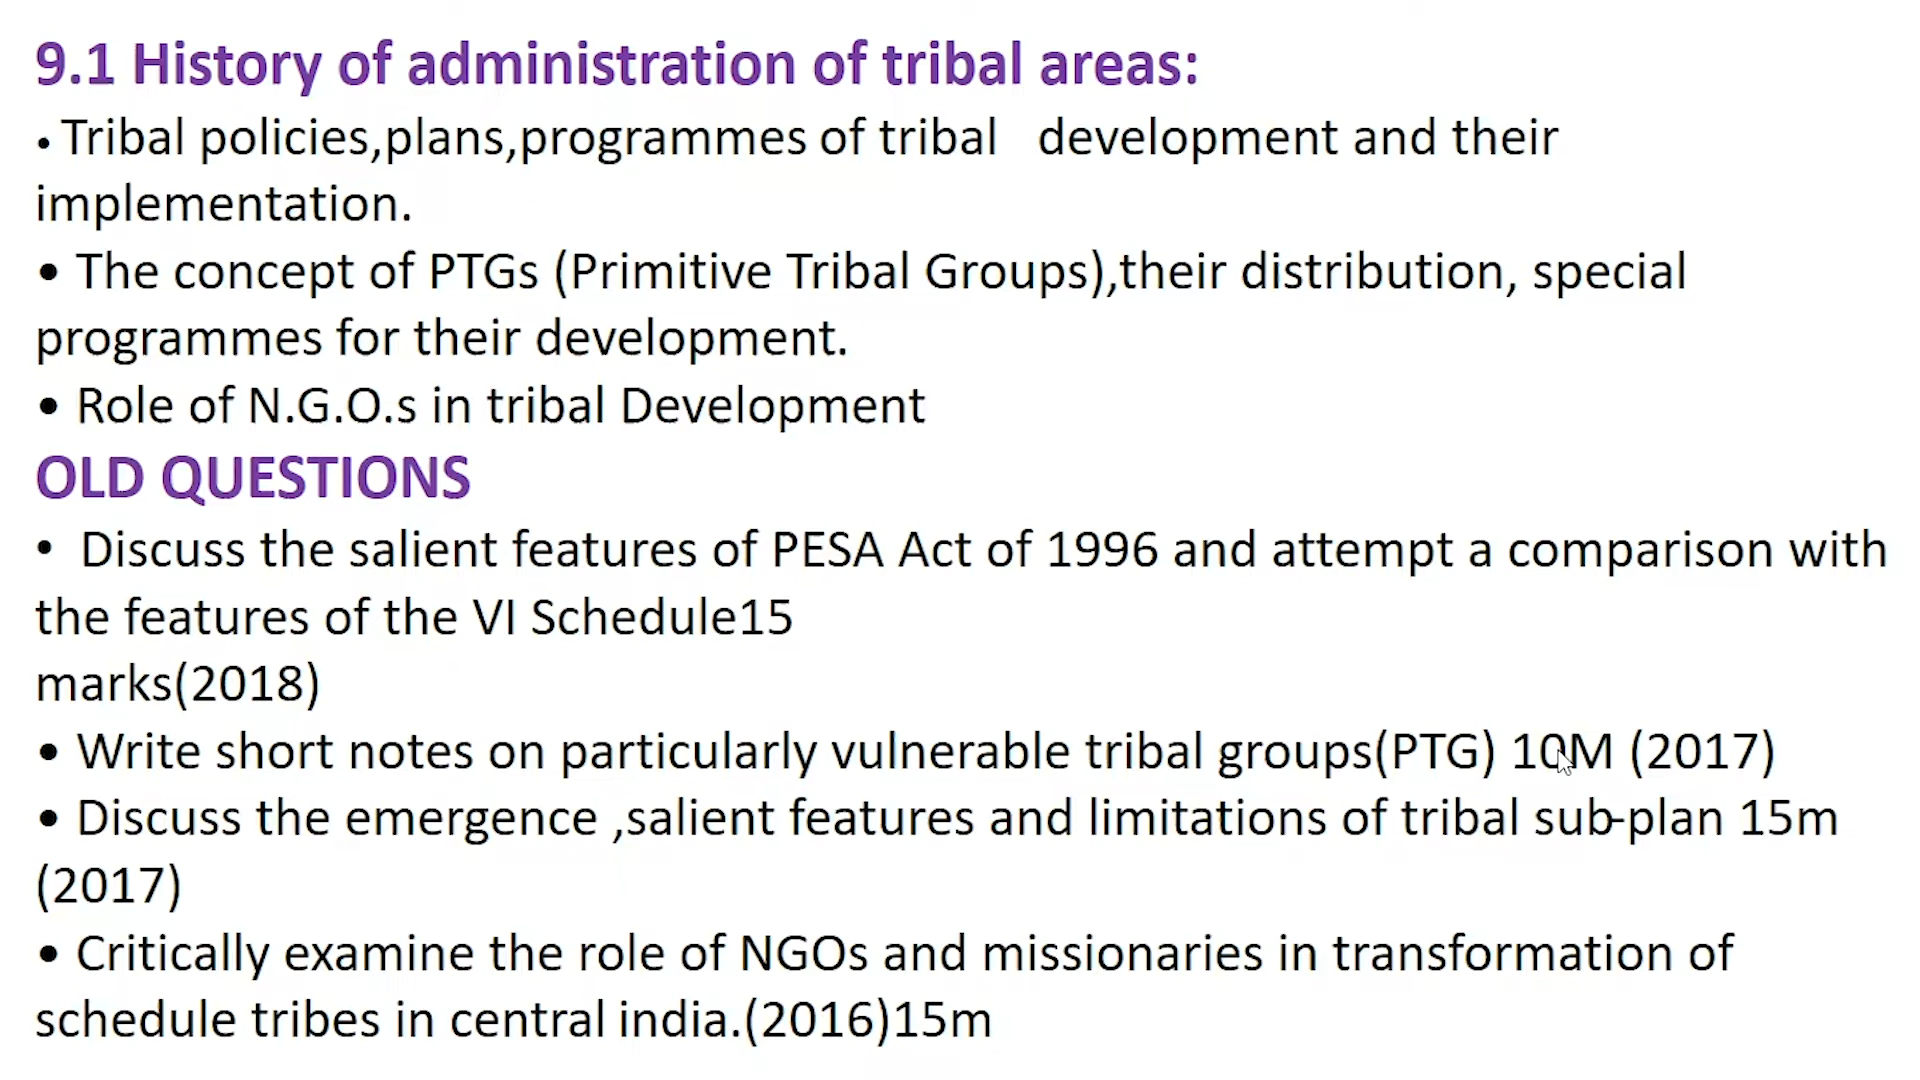 9.1 History of administration of tribal areas:
• Tribal policies,plans,programmes of tribal development and their
implementation.
• The concept of PTGs (Primitive Tribal Groups),their distribution, special
programmes for their development.
• Role of N.G.O.s in tribal Development
OLD QUESTIONS
• Discuss the salient features of PESA Act of 1996 and attempt a comparison with
the features of the VI Schedule15
marks(2018)
• Write short notes on particularly vulnerable tribal groups(PTG) 10M (2017)
• Discuss the emergence ,salient features and limitations of tribal sub-plan 15m
(2017)
• Critically examine the role of NGOs and missionaries in transformation of
schedule tribes in central india.(2016)15m